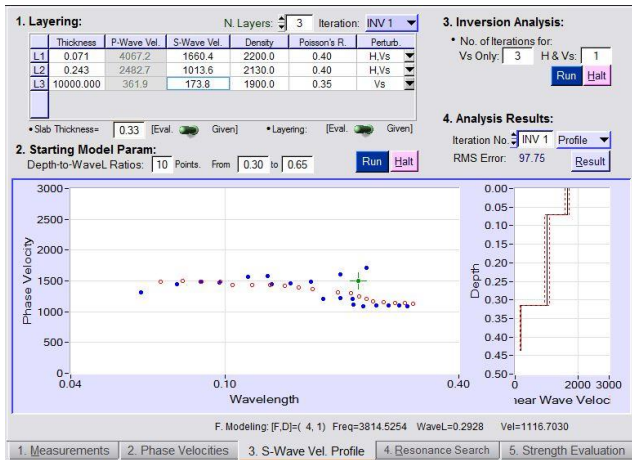 1. Layering:
N. Layers: 3 Iteration: INV 1
Thickness P-Wave Vel. S-Wave Vel. Density Poisson's R. Perturb.
L1 0.071 4067.2 1660.4 2200.0 0.40 H,Vs
L2 0.243 2482.7 1013.6 2130.0 0.40 H,Vs
L3 10000.000 361.9 173.8 1900.0 0.35 Vs
• Slab Thickness= 0.33 [Eval. Given] • Layering: [Eval. Given]
2. Starting Model Param:
Depth-to-WaveL Ratios: 10 Points. From 0.30 to 0.65 Run Halt
3. Inversion Analysis:
• No. of Iterations for:
Vs Only: 3 H & Vs: 1
Run Halt
4. Analysis Results:
Iteration No. INV 1 Profile
RMS Error: 97.75 Result
Phase Velocity
3000
2500
2000
1500
1000
500
0
0.04 0.10 0.40
Wavelength
Depth
0.00
0.05
0.10
0.15
0.20
0.25
0.30
0.35
0.40
0.45
0.50
0 2000 3000
near Wave Veloc
F. Modeling: [F,D]=( 4, 1) Freq=3814.5254 WaveL=0.2928 Vel=1116.7030
1. Measurements 2. Phase Velocities 3. S-Wave Vel. Profile 4. Resonance Search 5. Strength Evaluation